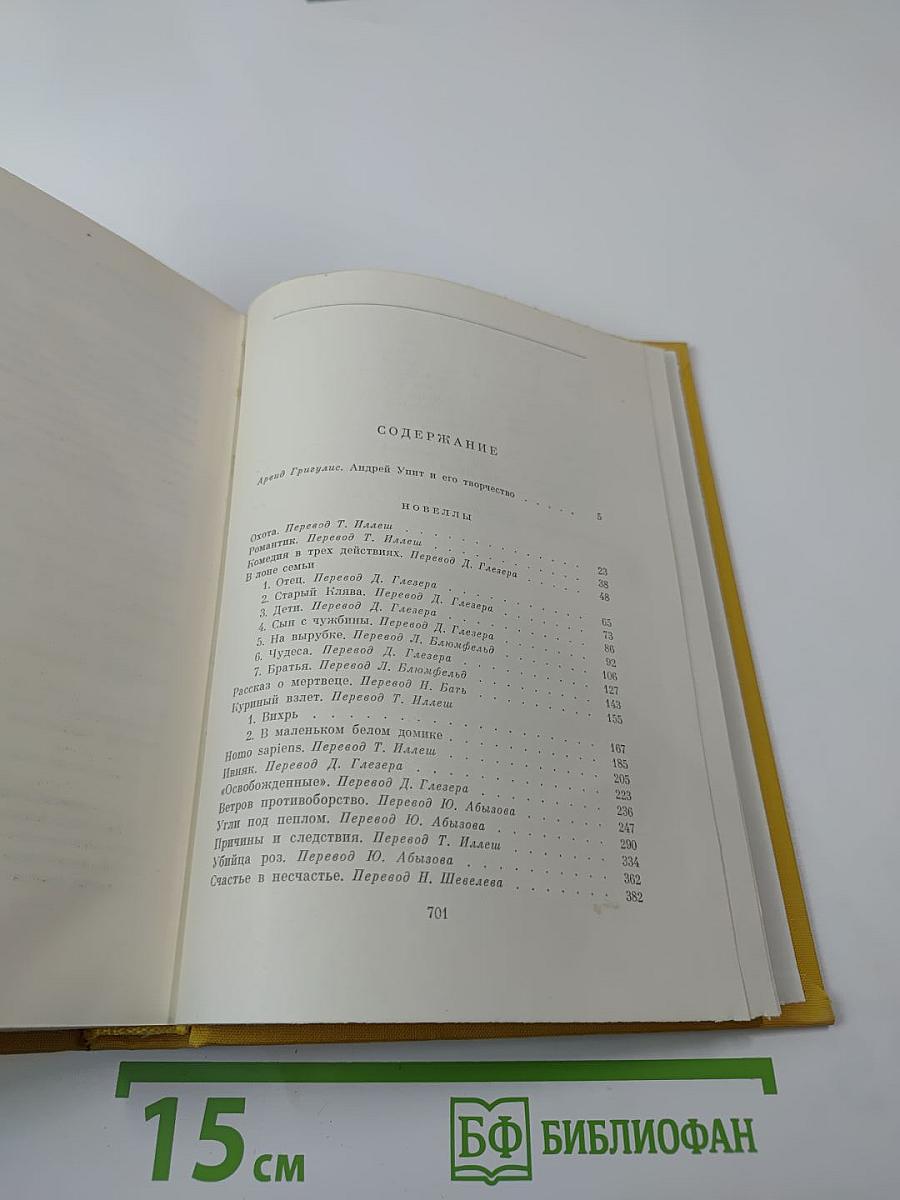 СОДЕРЖАНИЕ
Арвид Григулис. Андрей Упит и его творчество . . . . . 5
НОВЕЛЛЫ
Охота. Перевод Т. Иллеш . . . . . 23
Романтик. Перевод Т. Иллеш . . . . . 38
Комедия в трех действиях. Перевод Д. Глезера . . . . . 48
В лоне семьи
1. Отец. Перевод Д. Глезера . . . . . 65
2. Старый Клява. Перевод Д. Глезера . . . . . 73
3. Дети. Перевод Д. Глезера . . . . . 86
4. Сын с чужбины. Перевод Д. Глезера . . . . . 92
5. На вырубке. Перевод Л. Блюмфельд . . . . . 106
6. Чудеса. Перевод Д. Глезера . . . . . 127
7. Братья. Перевод Л. Блюмфельд . . . . . 143
Рассказ о мертвеце. Перевод Н. Бать . . . . . 155
Куриный взлет. Перевод Т. Иллеш
1. Вихрь . . . . . 167
2. В маленьком белом домике . . . . . 185
Homo sapiens. Перевод Т. Иллеш . . . . . 205
Ивняк. Перевод Д. Глезера . . . . . 223
«Освобожденные». Перевод Д. Глезера . . . . . 236
Ветров противоборство. Перевод Ю. Абызова . . . . . 247
Угли под пеплом. Перевод Ю. Абызова . . . . . 290
Причины и следствия. Перевод Т. Иллеш . . . . . 334
Убийца роз. Перевод Ю. Абызова . . . . . 362
Счастье в несчастье. Перевод Н. Шевелева . . . . . 382
701
15 см
БФ БИБЛИОФАН